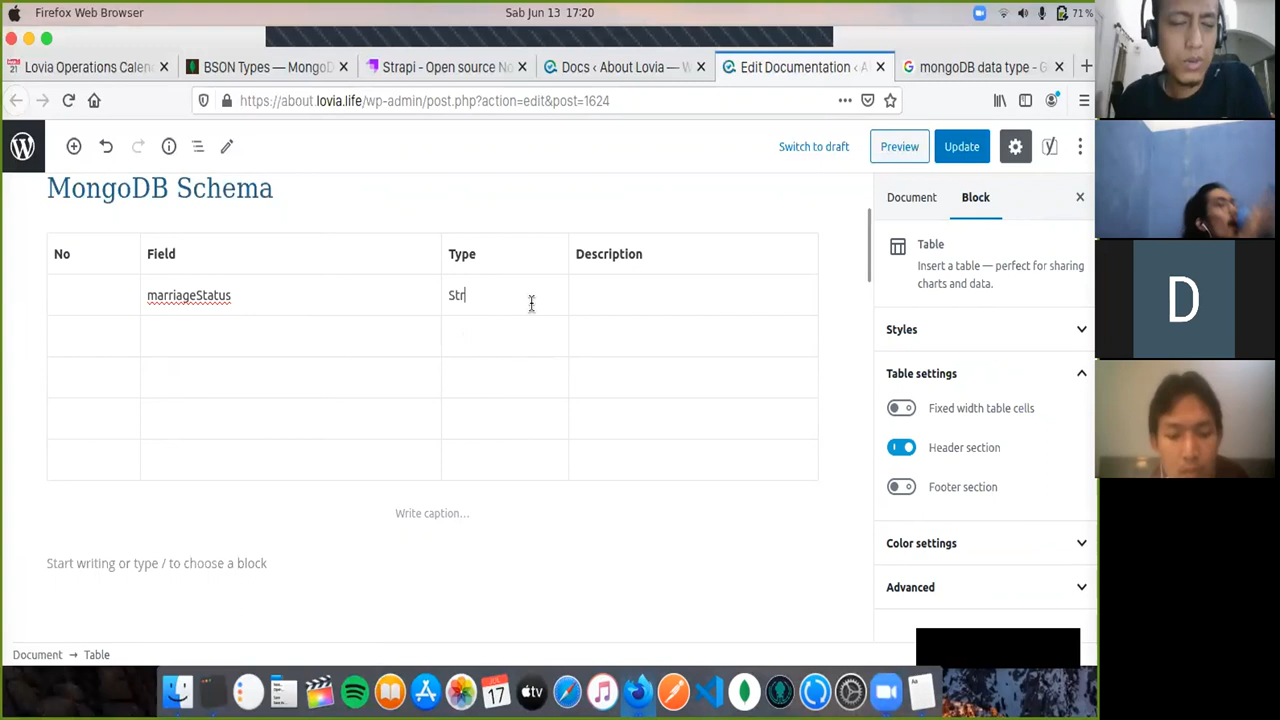 Firefox Web Browser
Sab Jun 13 17:20
71%
Lovia Operations Calen
BSON Types — MongoD
Strapi - Open source No
Docs ‹ About Lovia — W
Edit Documentation ‹ A
mongoDB data type - G
https://about.lovia.life/wp-admin/post.php?action=edit&post=1624
Switch to draft
Preview
Update
MongoDB Schema
Document
Block
No
Field
Type
Description
marriageStatus
Str
Write caption…
Start writing or type / to choose a block
Table
Insert a table — perfect for sharing
charts and data.
Styles
Table settings
Fixed width table cells
Header section
Footer section
Color settings
Advanced
Document → Table
D
JUN
17
tv